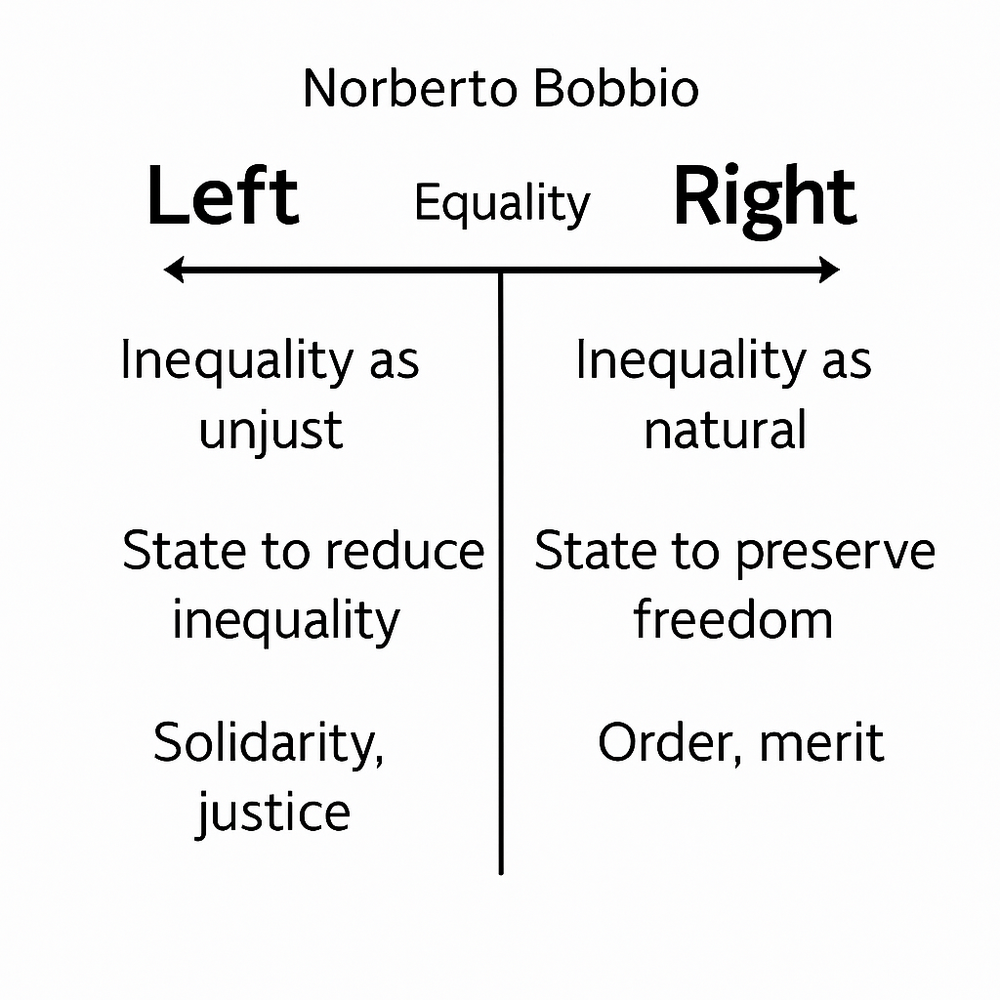 Norberto Bobbio
Left
Equality
Right
Inequality as
unjust
Inequality as
natural
State to reduce
inequality
State to preserve
freedom
Solidarity,
justice
Order, merit